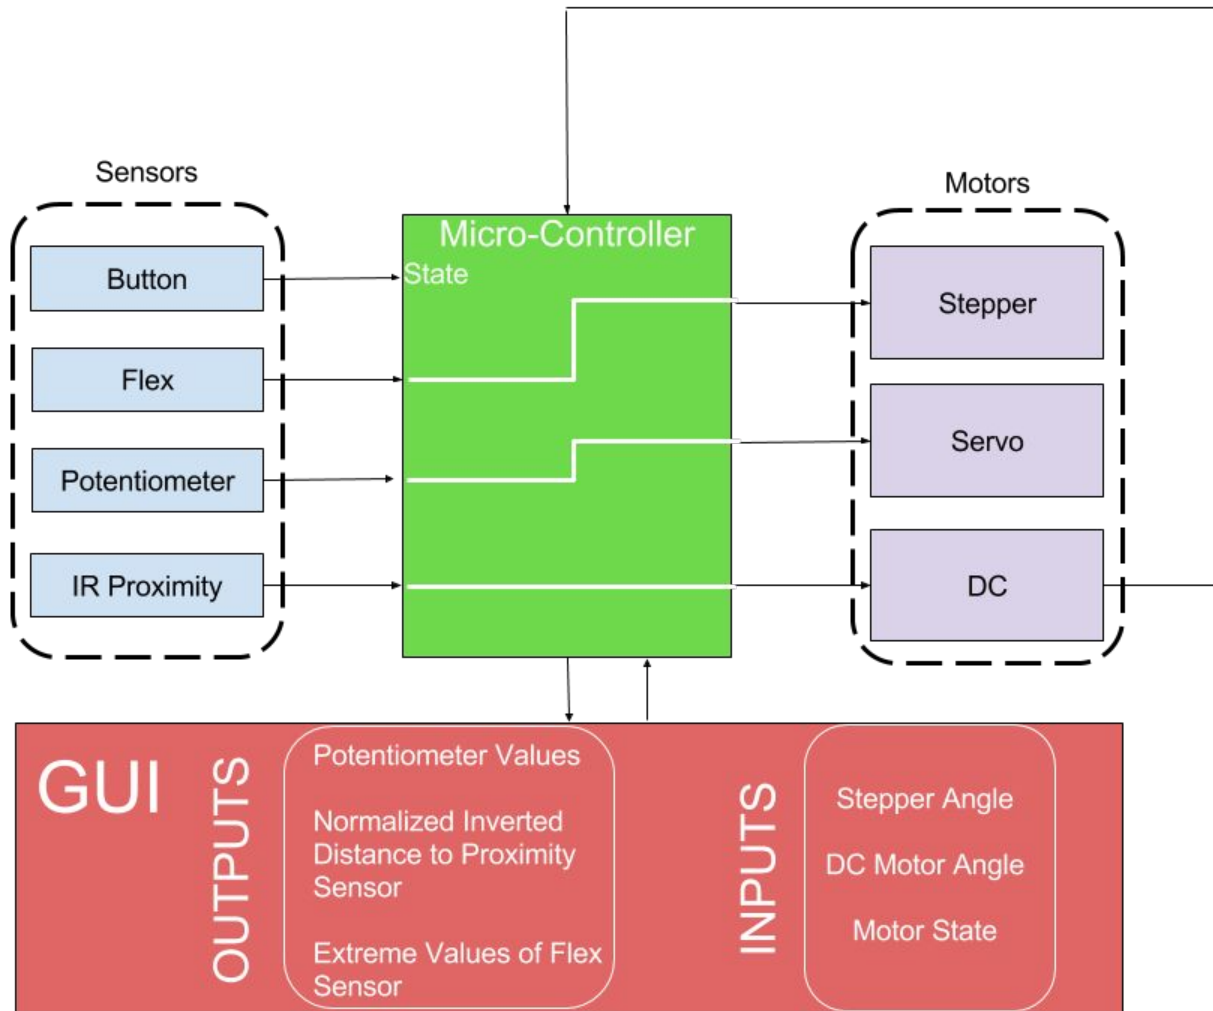 Sensors
Button
Flex
Potentiometer
IR Proximity
Micro-Controller
State
Motors
Stepper
Servo
DC
GUI
OUTPUTS
Potentiometer Values
Normalized Inverted
Distance to Proximity
Sensor
Extreme Values of Flex
Sensor
INPUTS
Stepper Angle
DC Motor Angle
Motor State